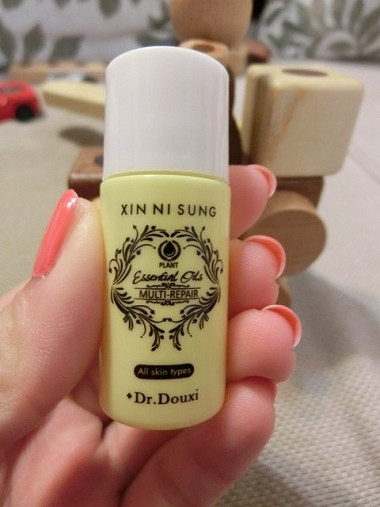 XIN NI SUNG
PLANT
Essential Oils
MULTI-REPAIR
All skin types
Dr.Douxi